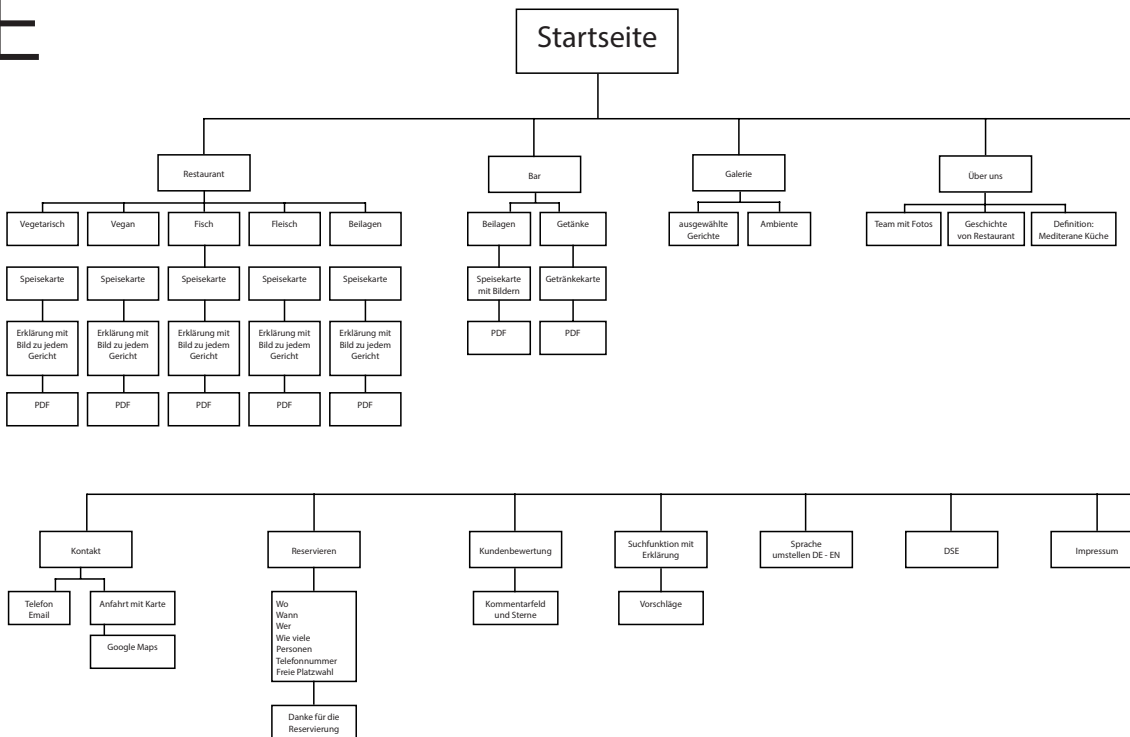 Startseite
Restaurant
Bar
Galerie
Über uns
Vegetarisch
Vegan
Fisch
Fleisch
Beilagen
Beilagen
Getänke
ausgewählte
Gerichte
Ambiente
Team mit Fotos
Geschichte
von Restaurant
Definition:
Mediterane Küche
Speisekarte
Speisekarte
Speisekarte
Speisekarte
Speisekarte
Speisekarte
mit Bildern
Getränkekarte
Erklärung mit
Bild zu jedem
Gericht
Erklärung mit
Bild zu jedem
Gericht
Erklärung mit
Bild zu jedem
Gericht
Erklärung mit
Bild zu jedem
Gericht
Erklärung mit
Bild zu jedem
Gericht
PDF
PDF
PDF
PDF
PDF
PDF
PDF
Kontakt
Reservieren
Kundenbewertung
Suchfunktion mit
Erklärung
Sprache
umstellen DE - EN
DSE
Impressum
Telefon
Email
Anfahrt mit Karte
Google Maps
Wo
Wann
Wer
Wie viele
Personen
Telefonnummer
Freie Platzwahl
Danke für die
Reservierung
Kommentarfeld
und Sterne
Vorschläge